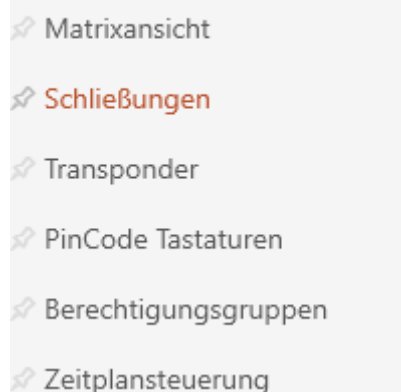 Matrixansicht
Schließungen
Transponder
PinCode Tastaturen
Berechtigungsgruppen
Zeitplansteuerung